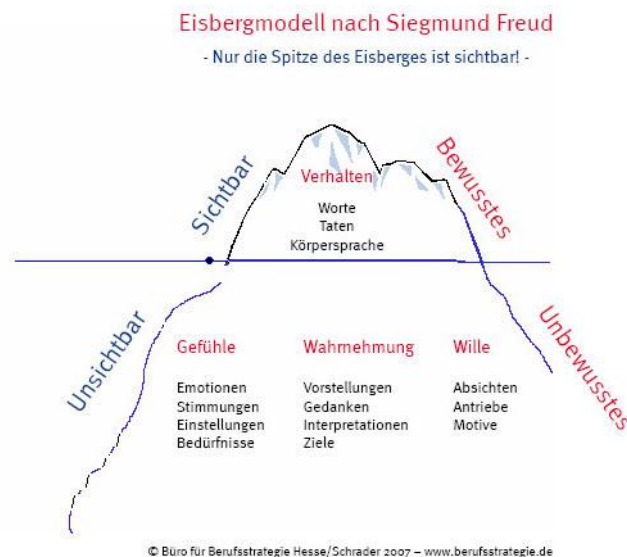 Eisbergmodell nach Siegmund Freud
- Nur die Spitze des Eisberges ist sichtbar! -
Sichtbar
Bewusstes
Verhalten
Worte
Taten
Körpersprache
Unsichtbar
Unbewusstes
Gefühle
Emotionen
Stimmungen
Einstellungen
Bedürfnisse
Wahrnehmung
Vorstellungen
Gedanken
Interpretationen
Ziele
Wille
Absichten
Antriebe
Motive
© Büro für Berufsstrategie Hesse/Schrader 2007 – www.berufsstrategie.de